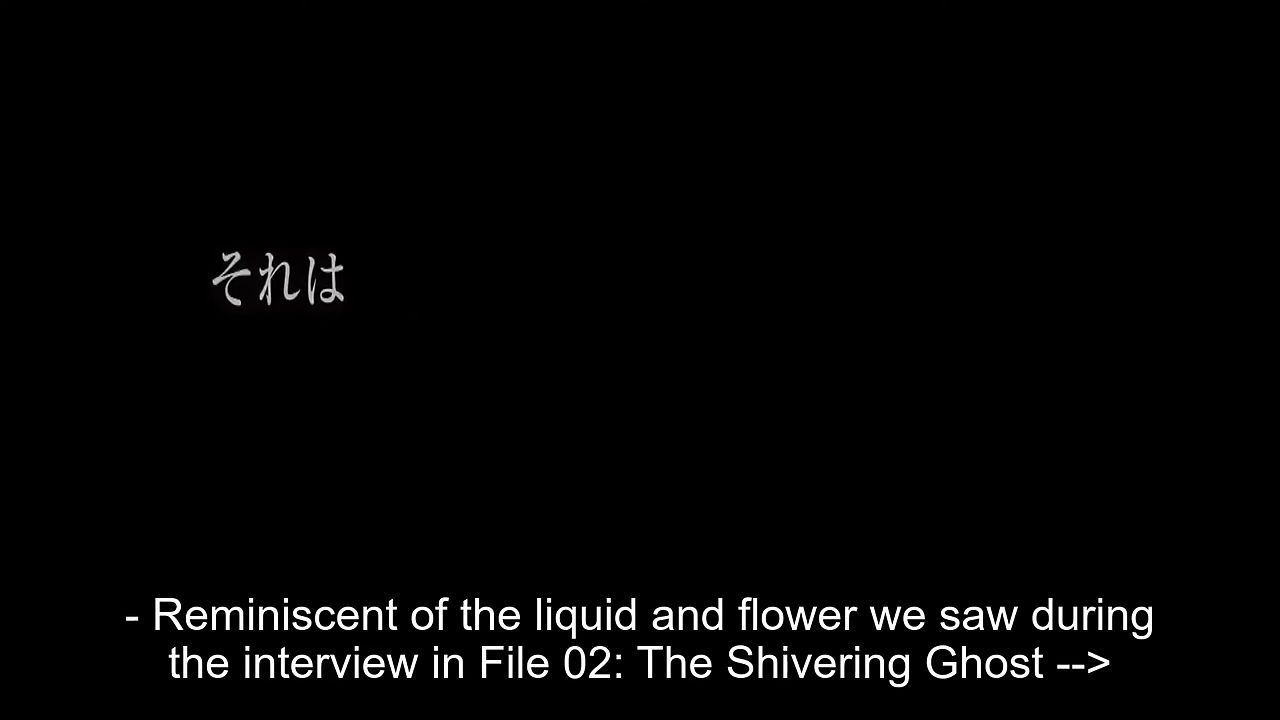 それは
- Reminiscent of the liquid and flower we saw during
the interview in File 02: The Shivering Ghost -->